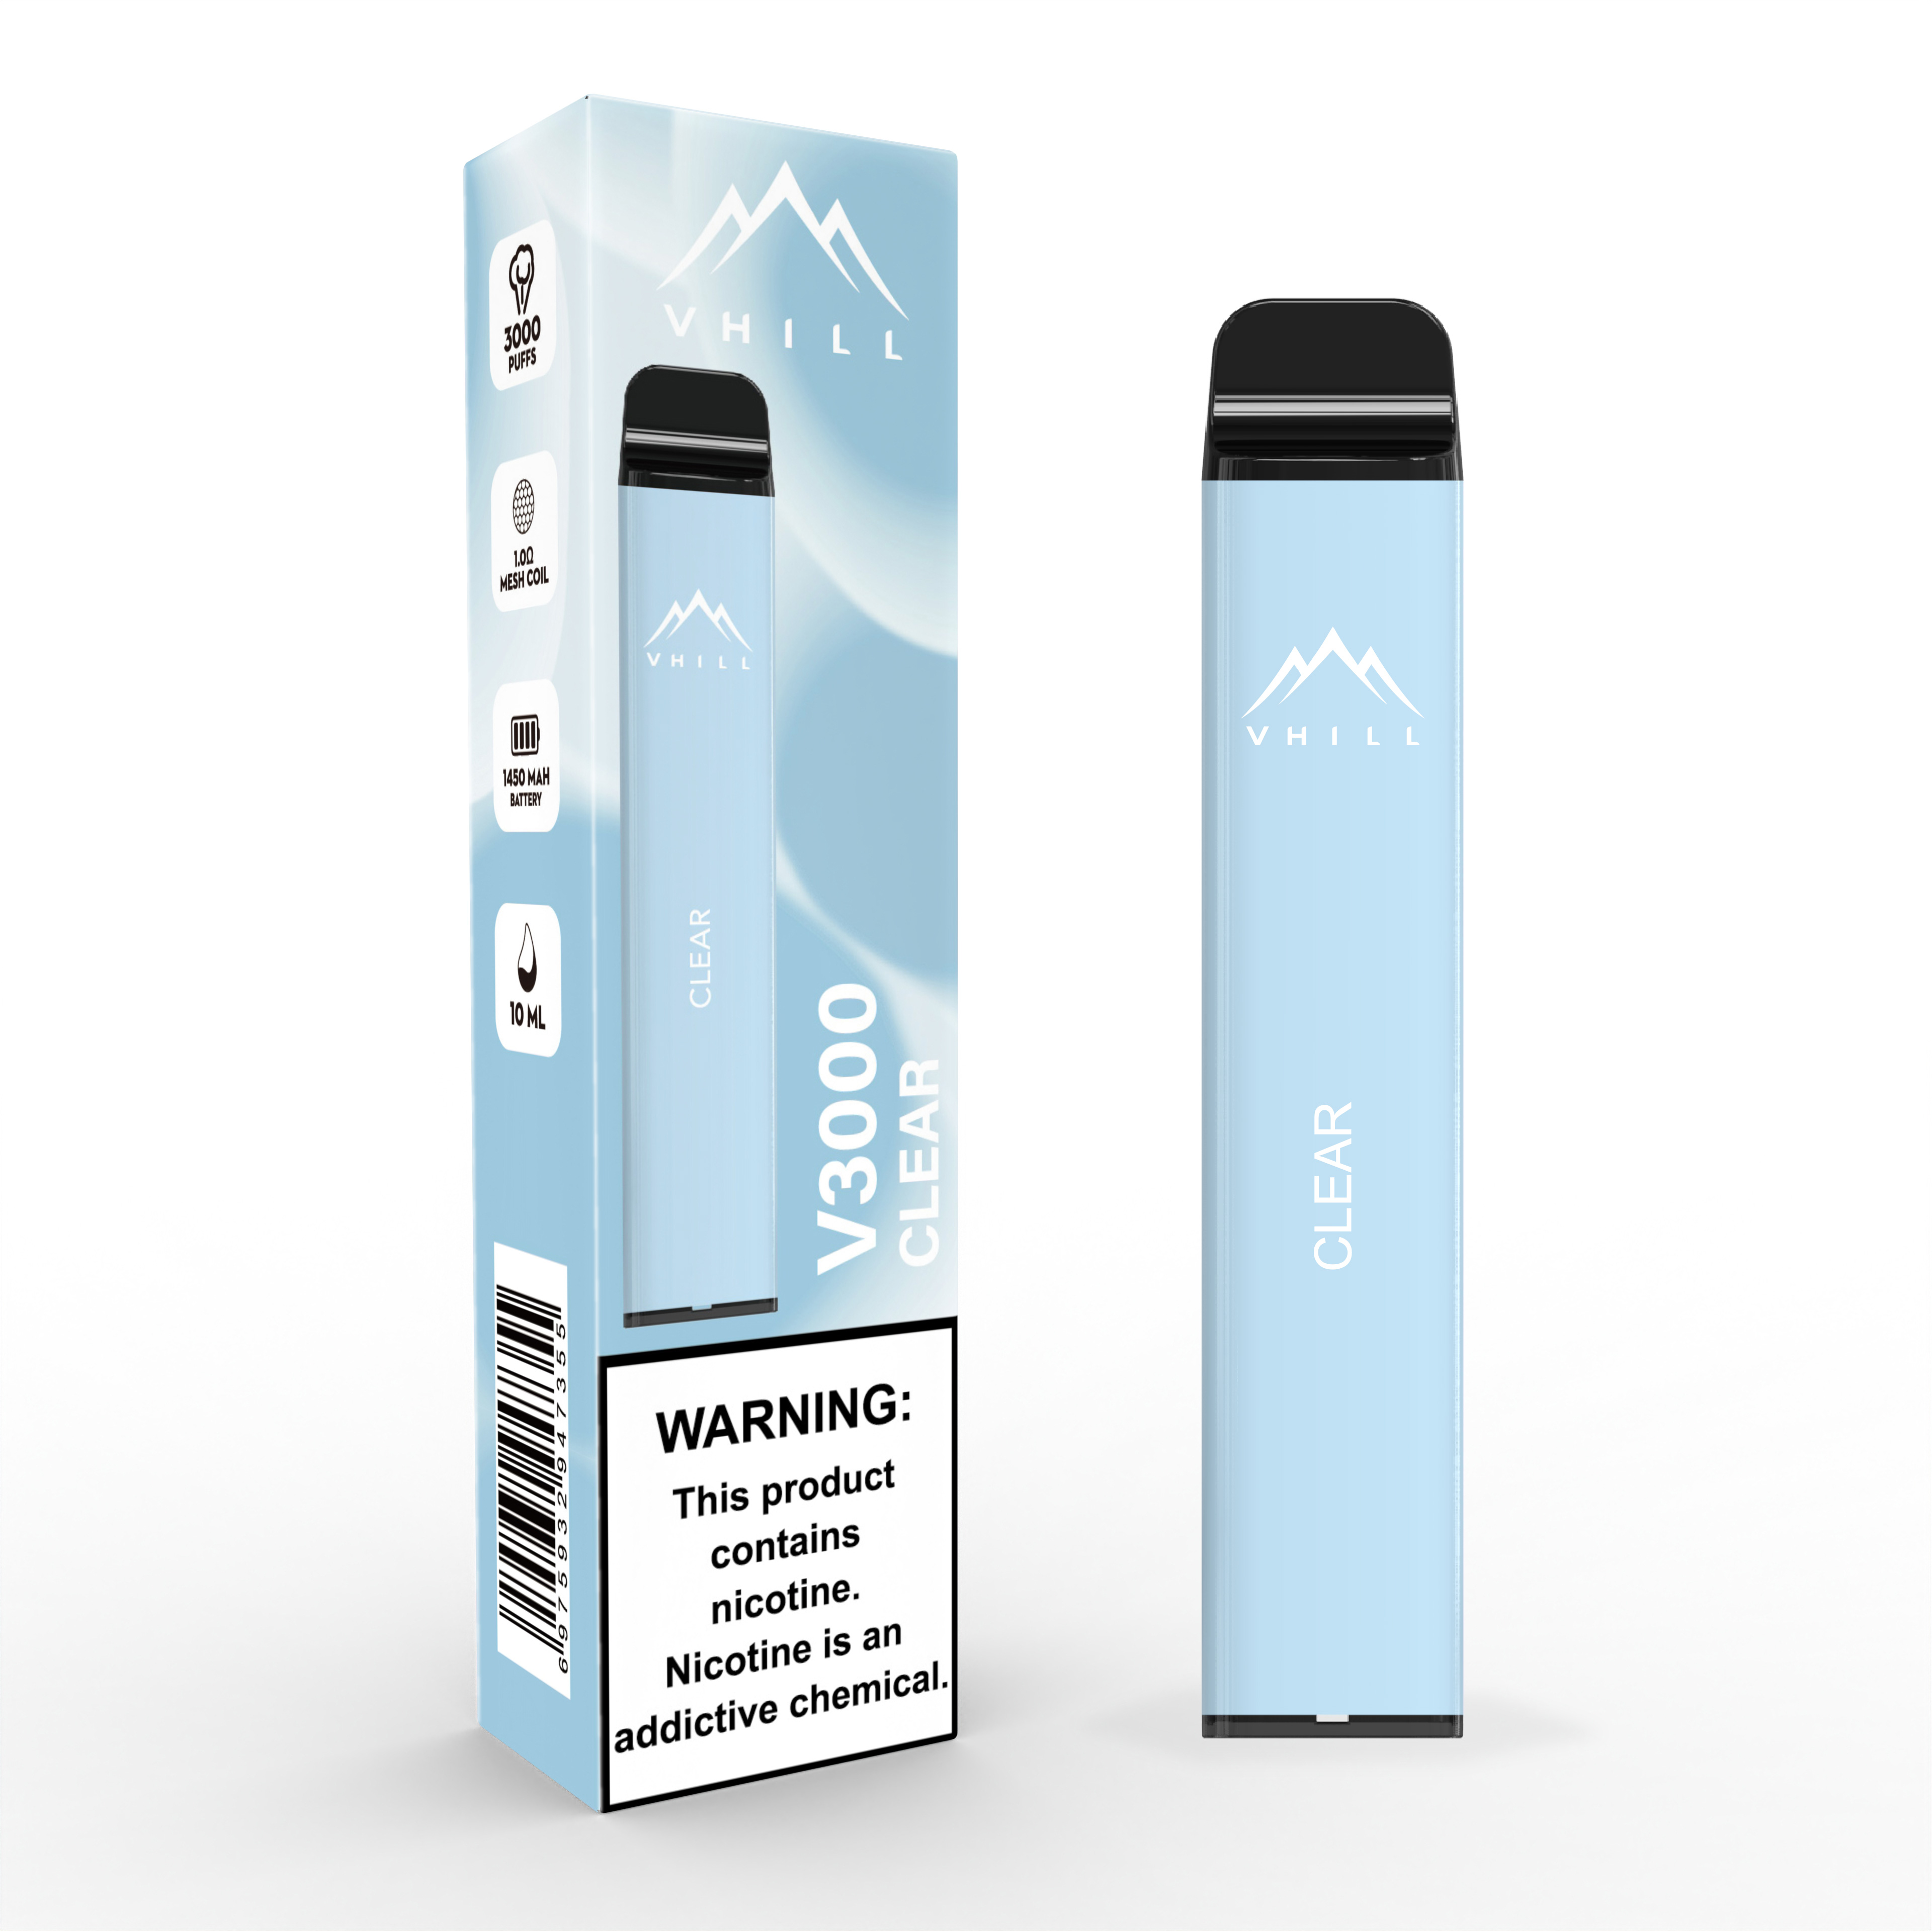 3000
PUFFS
1.0Ω
MESH COIL
1450 MAH
BATTERY
10 ML
6975932947355
VHILL
VHILL
CLEAR
V3000
CLEAR
WARNING:
This product
contains
nicotine.
Nicotine is an
addictive chemical.
VHILL
CLEAR